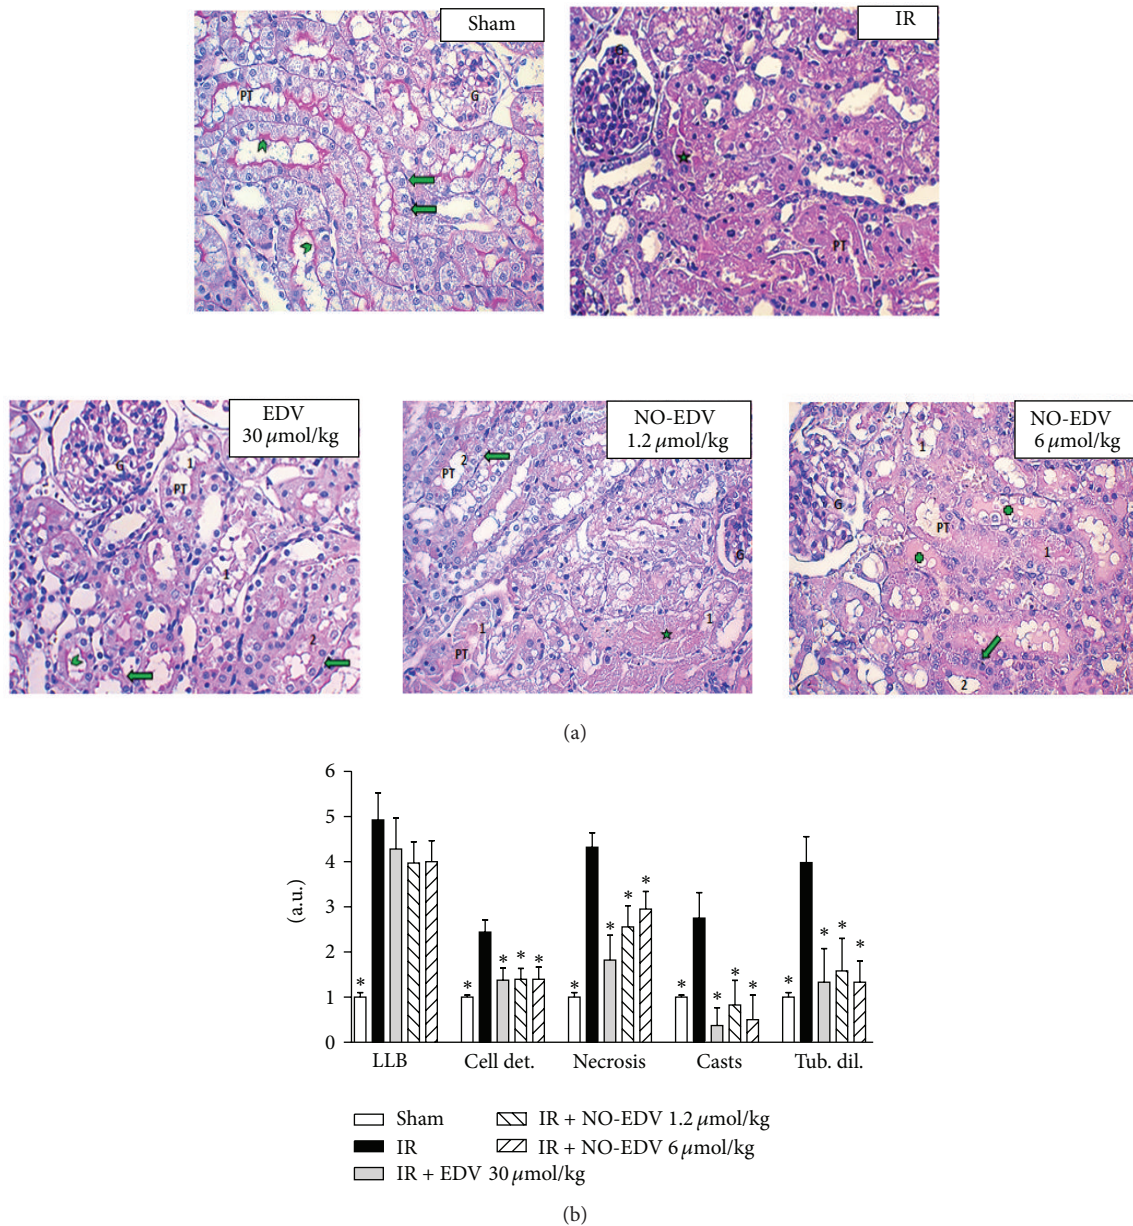 Sham
IR
PT
G
G
PT
EDV
30 μmol/kg
G
1
PT
1
2
NO-EDV
1.2 μmol/kg
2
PT
G
1
1
PT
NO-EDV
6 μmol/kg
1
G
PT
1
2
(a)
6
5
4
3
2
1
0
(a.u.)
* * * * * * * * * * * * * * * * *
LLB Cell det. Necrosis Casts Tub. dil.
Sham IR + NO-EDV 1.2 μmol/kg
IR IR + NO-EDV 6 μmol/kg
IR + EDV 30 μmol/kg
(b)